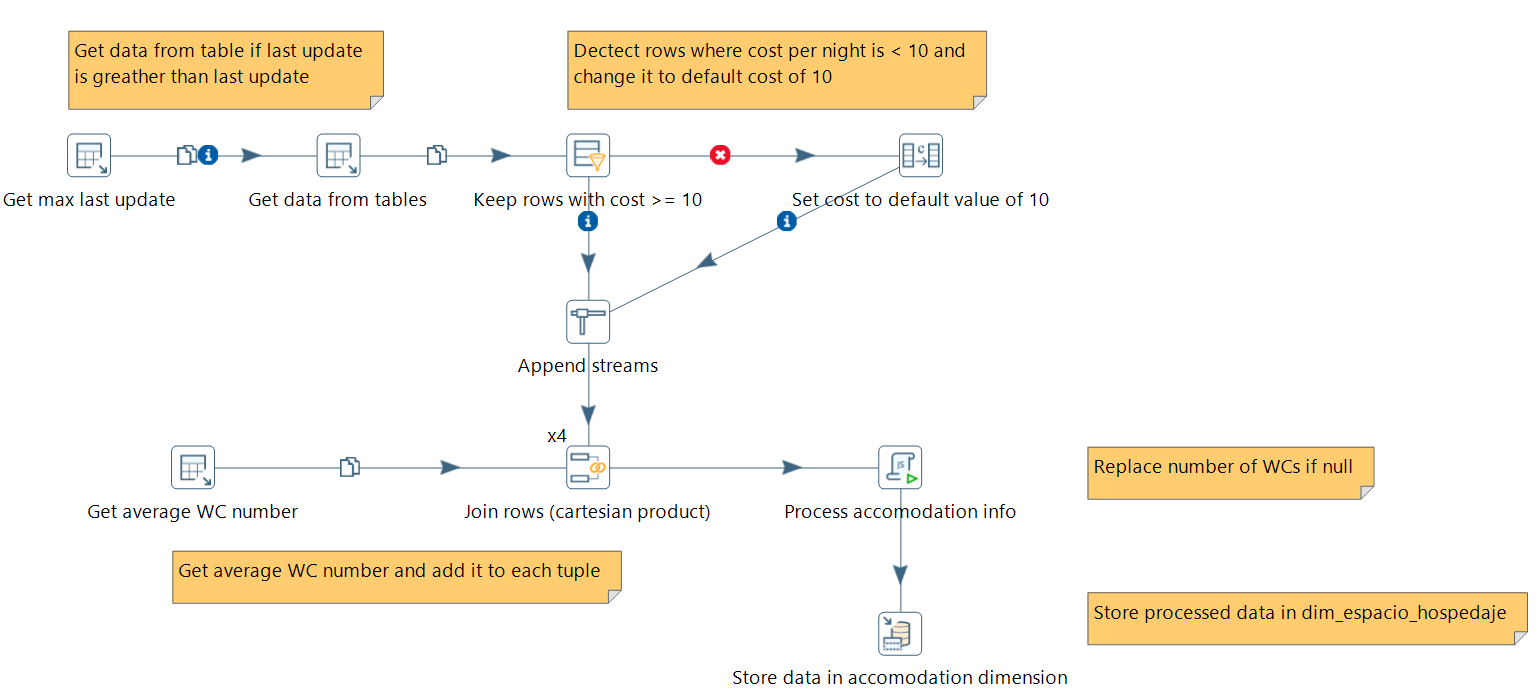 Get data from table if last update
is greather than last update
Dectect rows where cost per night is < 10 and
change it to default cost of 10
Get max last update
Get data from tables
Keep rows with cost >= 10
Set cost to default value of 10
Append streams
x4
Get average WC number
Join rows (cartesian product)
Process accomodation info
Replace number of WCs if null
Get average WC number and add it to each tuple
Store processed data in dim_espacio_hospedaje
Store data in accomodation dimension